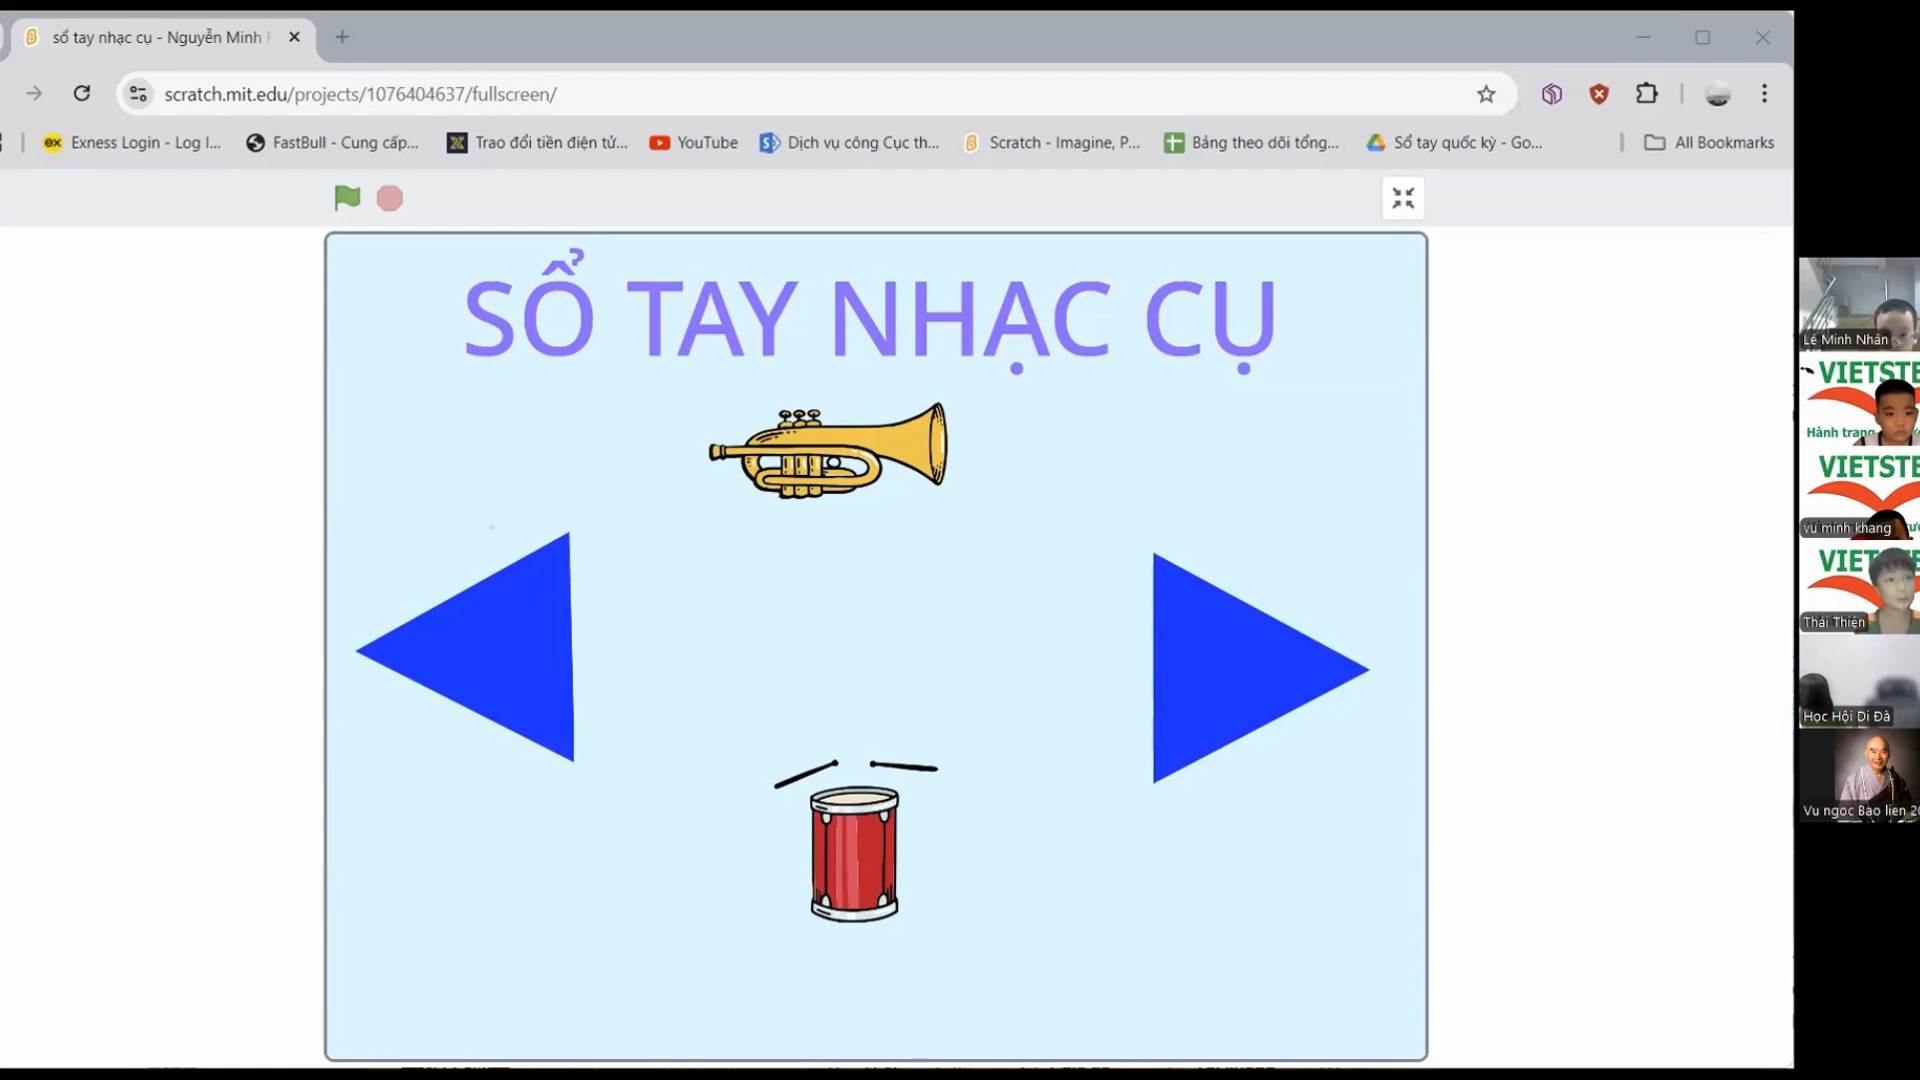 sổ tay nhạc cụ - Nguyễn Minh
scratch.mit.edu/projects/1076404637/fullscreen/
Exness Login - Log I...
FastBull - Cung cấp...
Trao đổi tiền điện tử...
YouTube
Dịch vụ công Cục th...
Scratch - Imagine, P...
Bảng theo dõi tổng...
Sổ tay quốc kỳ - Go...
All Bookmarks
SỔ TAY NHẠC CỤ
Lê Minh Nhân
VIETSTE
Hành trang
VIETSTE
vũ minh khang
VIET
Thái Thiện
Học Hội Di Đà
Vu ngoc Bao lien 20